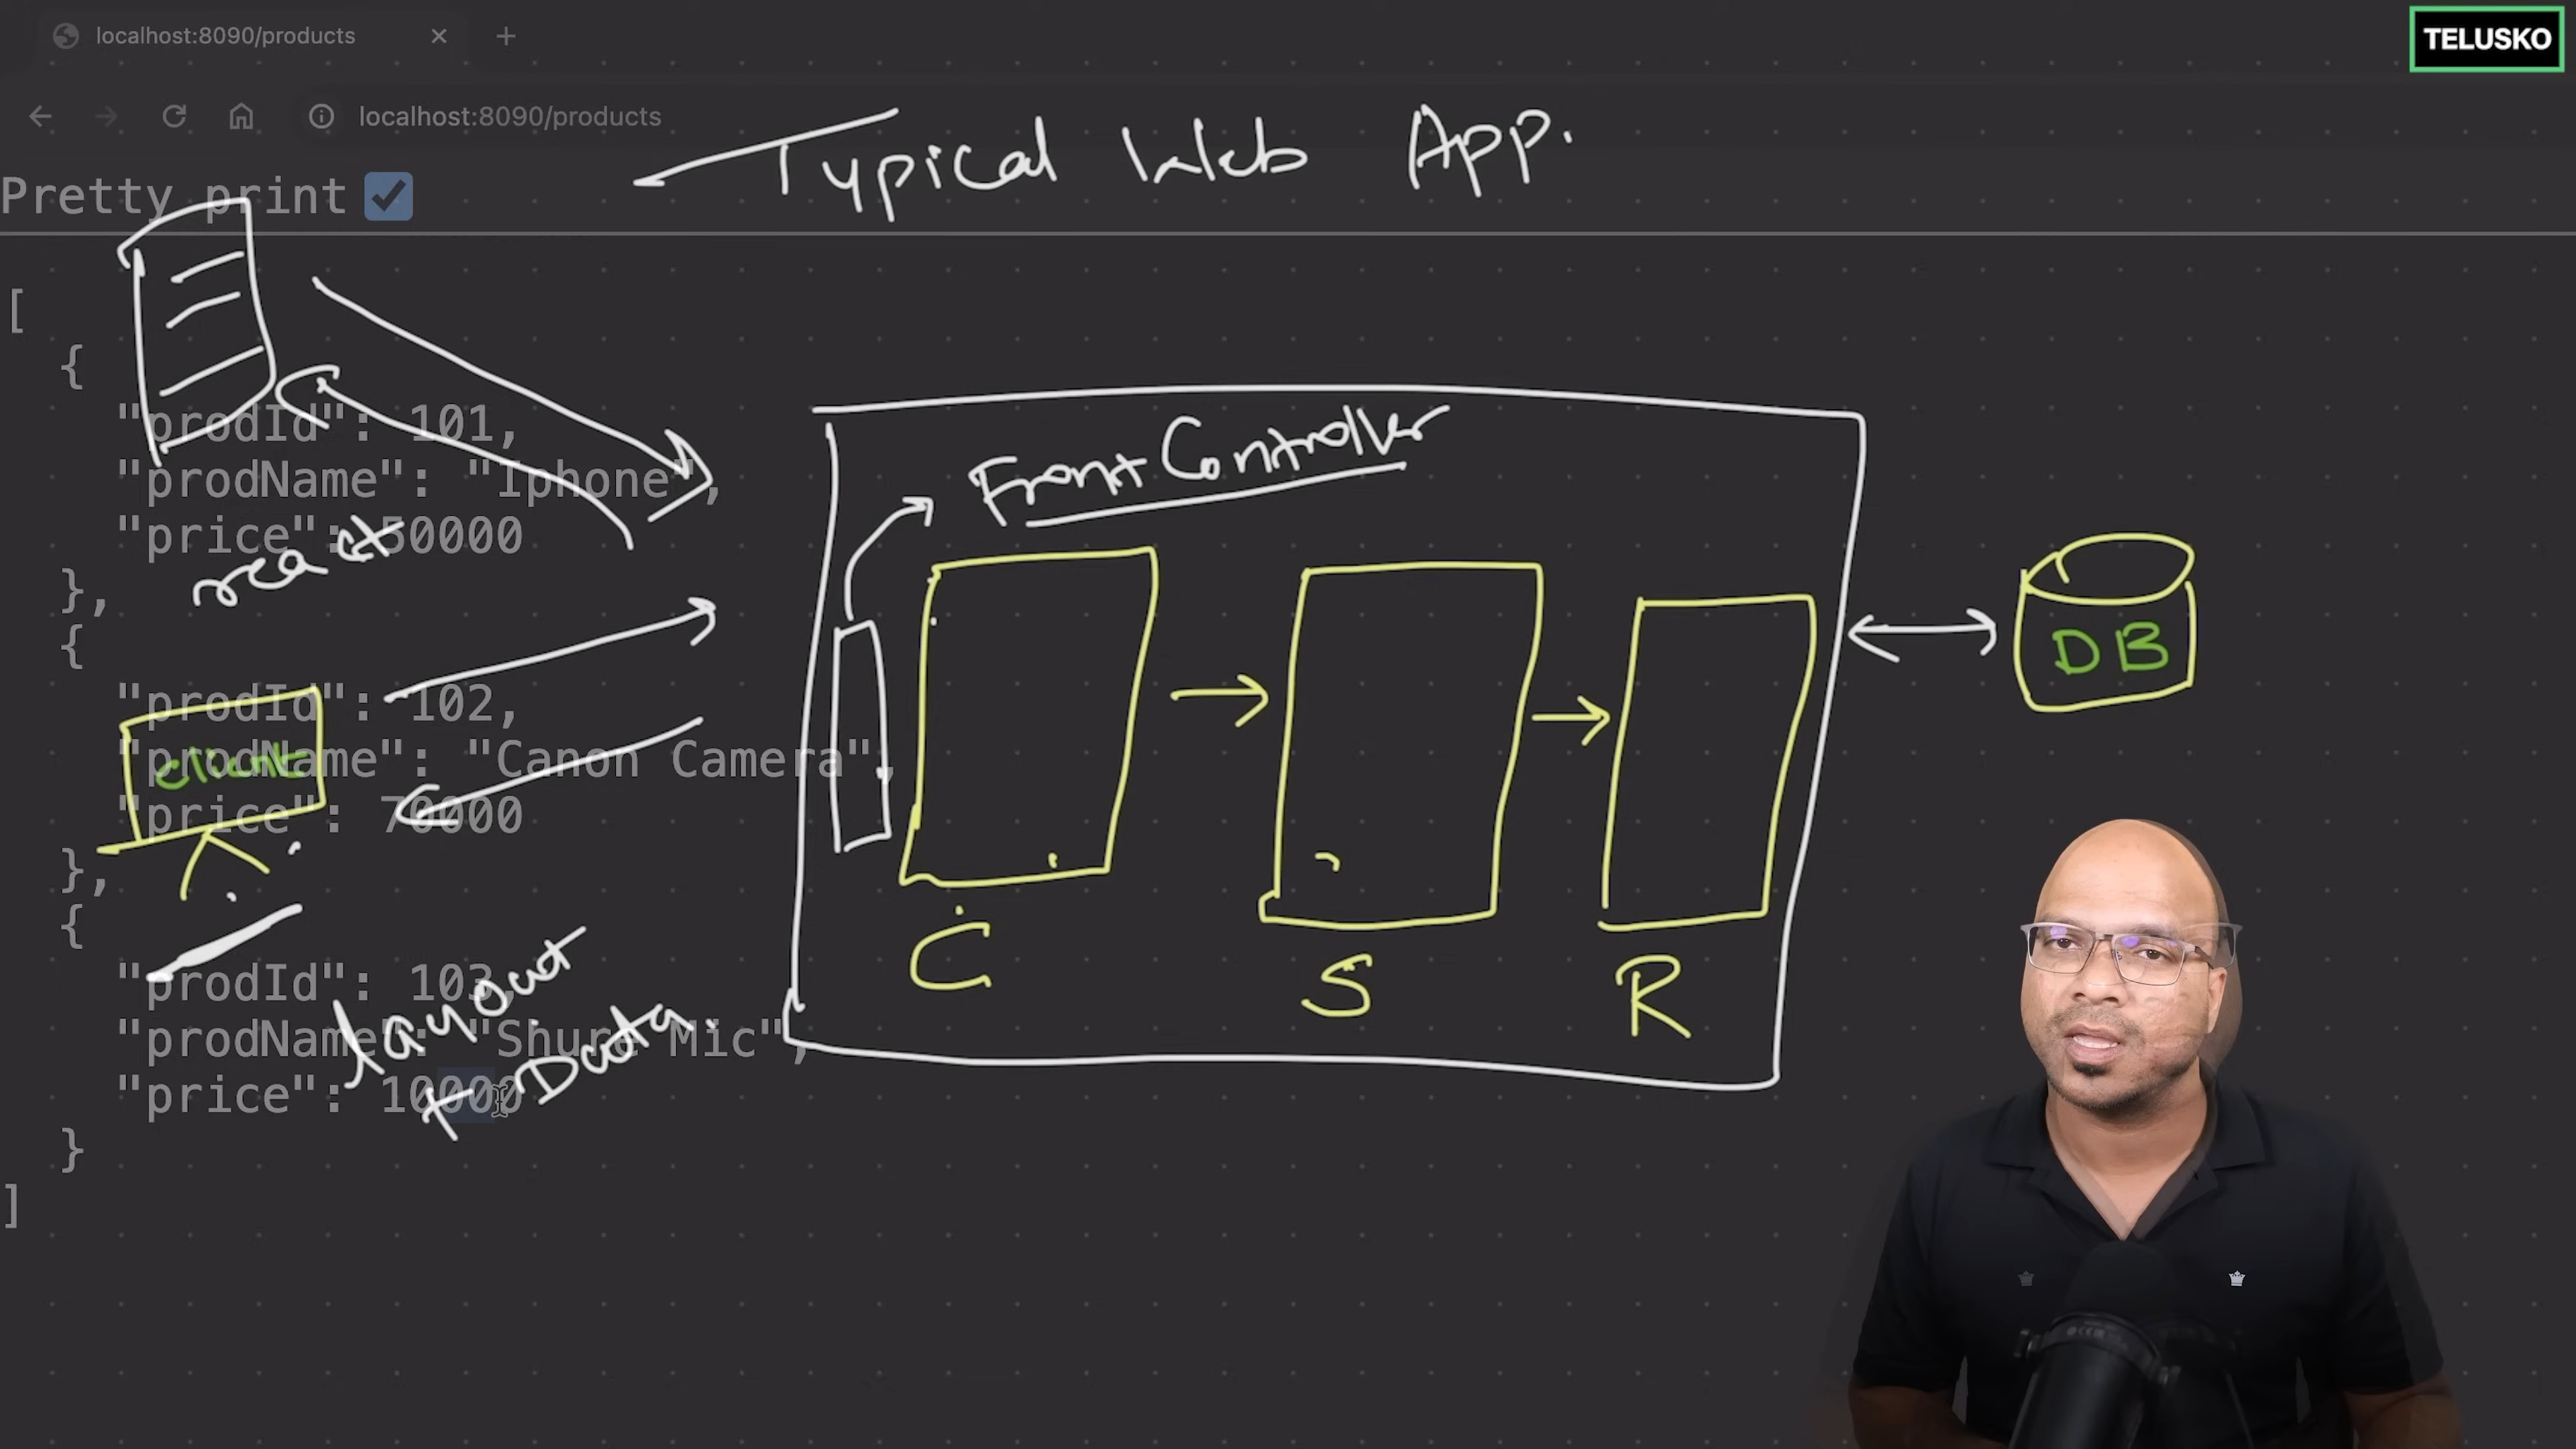 localhost:8090/products
TELUSKO
localhost:8090/products
Typical Web App.
Pretty print
[
{
"prodId": 101,
"prodName": "Iphone",
"price": 50000
},
{
"prodId": 102,
"prodName": "Canon Camera",
"price": 70000
},
{
"prodId": 103,
"prodName": "Shure Mic",
"price": 10000
}
]
react
client
layout
+ Data.
Front Controller
C
S
R
DB